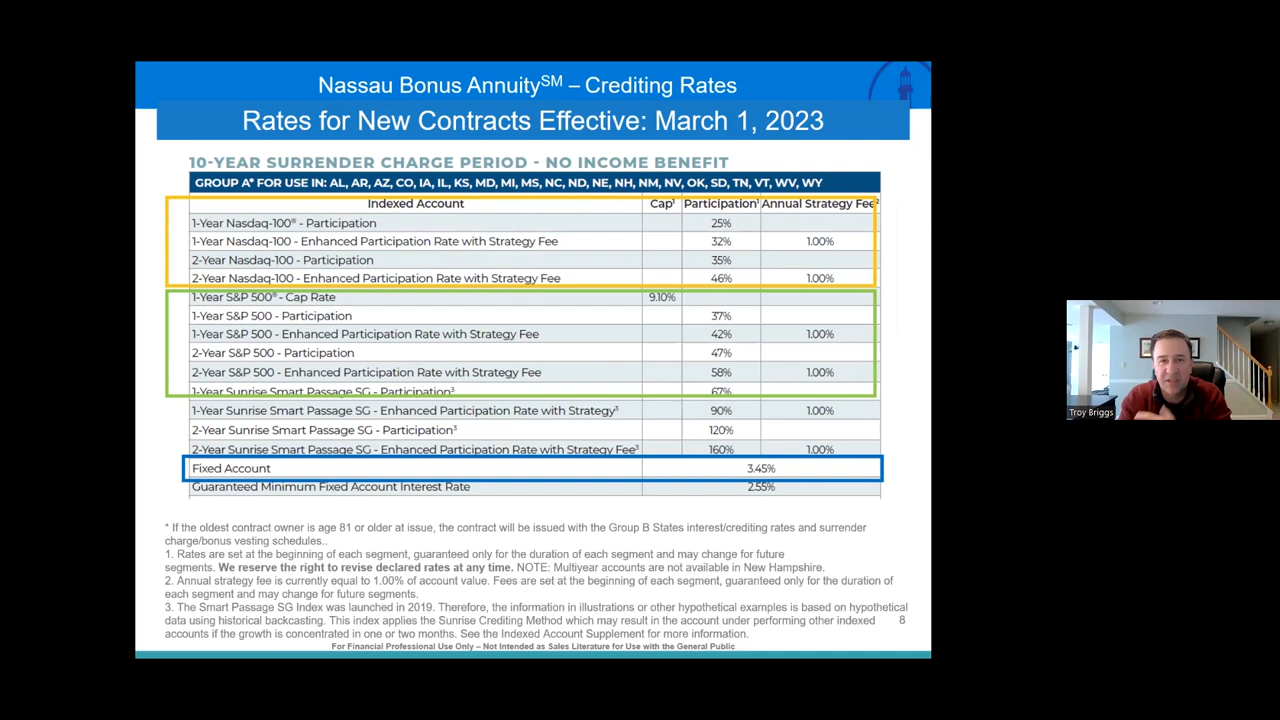 Nassau Bonus Annuity℠ – Crediting Rates
Rates for New Contracts Effective: March 1, 2023
10-YEAR SURRENDER CHARGE PERIOD - NO INCOME BENEFIT
GROUP A* FOR USE IN: AL, AR, AZ, CO, IA, IL, KS, MD, MI, MS, NC, ND, NE, NH, NM, NV, OK, SD, TN, VT, WV, WY
Indexed Account Cap¹ Participation¹ Annual Strategy Fee²
1-Year Nasdaq-100® - Participation 25%
1-Year Nasdaq-100 - Enhanced Participation Rate with Strategy Fee 32% 1.00%
2-Year Nasdaq-100 - Participation 35%
2-Year Nasdaq-100 - Enhanced Participation Rate with Strategy Fee 46% 1.00%
1-Year S&P 500® - Cap Rate 9.10%
1-Year S&P 500 - Participation 37%
1-Year S&P 500 - Enhanced Participation Rate with Strategy Fee 42% 1.00%
2-Year S&P 500 - Participation 47%
2-Year S&P 500 - Enhanced Participation Rate with Strategy Fee 58% 1.00%
1-Year Sunrise Smart Passage SG - Participation³ 67%
1-Year Sunrise Smart Passage SG - Enhanced Participation Rate with Strategy³ 90% 1.00%
2-Year Sunrise Smart Passage SG - Participation³ 120%
2-Year Sunrise Smart Passage SG - Enhanced Participation Rate with Strategy Fee³ 160% 1.00%
Fixed Account 3.45%
Guaranteed Minimum Fixed Account Interest Rate 2.55%
* If the oldest contract owner is age 81 or older at issue, the contract will be issued with the Group B States interest/crediting rates and surrender
charge/bonus vesting schedules..
1. Rates are set at the beginning of each segment, guaranteed only for the duration of each segment and may change for future
segments. We reserve the right to revise declared rates at any time. NOTE: Multiyear accounts are not available in New Hampshire.
2. Annual strategy fee is currently equal to 1.00% of account value. Fees are set at the beginning of each segment, guaranteed only for the duration of
each segment and may change for future segments.
3. The Smart Passage SG Index was launched in 2019. Therefore, the information in illustrations or other hypothetical examples is based on hypothetical
data using historical backcasting. This index applies the Sunrise Crediting Method which may result in the account under performing other indexed
accounts if the growth is concentrated in one or two months. See the Indexed Account Supplement for more information.
8
For Financial Professional Use Only – Not Intended as Sales Literature for Use with the General Public
Troy Briggs